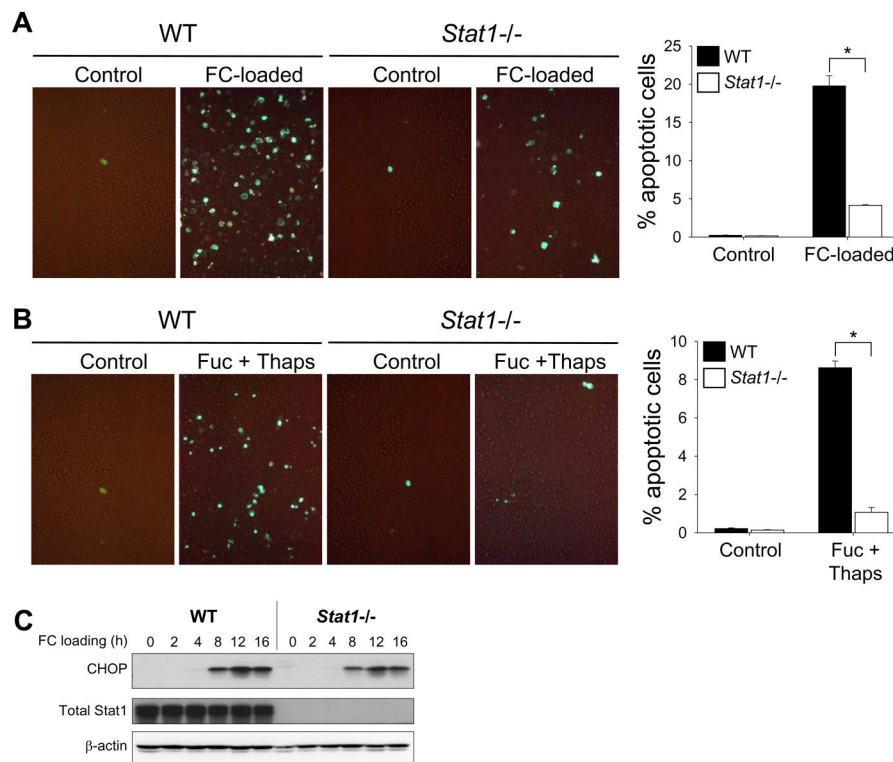 A
WT
Stat1-/-
Control
FC-loaded
Control
FC-loaded
% apoptotic cells
25
20
15
10
5
0
WT
Stat1-/-
*
Control
FC-loaded
B
WT
Stat1-/-
Control
Fuc + Thaps
Control
Fuc +Thaps
% apoptotic cells
10
8
6
4
2
0
WT
Stat1-/-
*
Control
Fuc +
Thaps
C
WT
Stat1-/-
FC loading (h) 0 2 4 8 12 16 0 2 4 8 12 16
CHOP
Total Stat1
β-actin